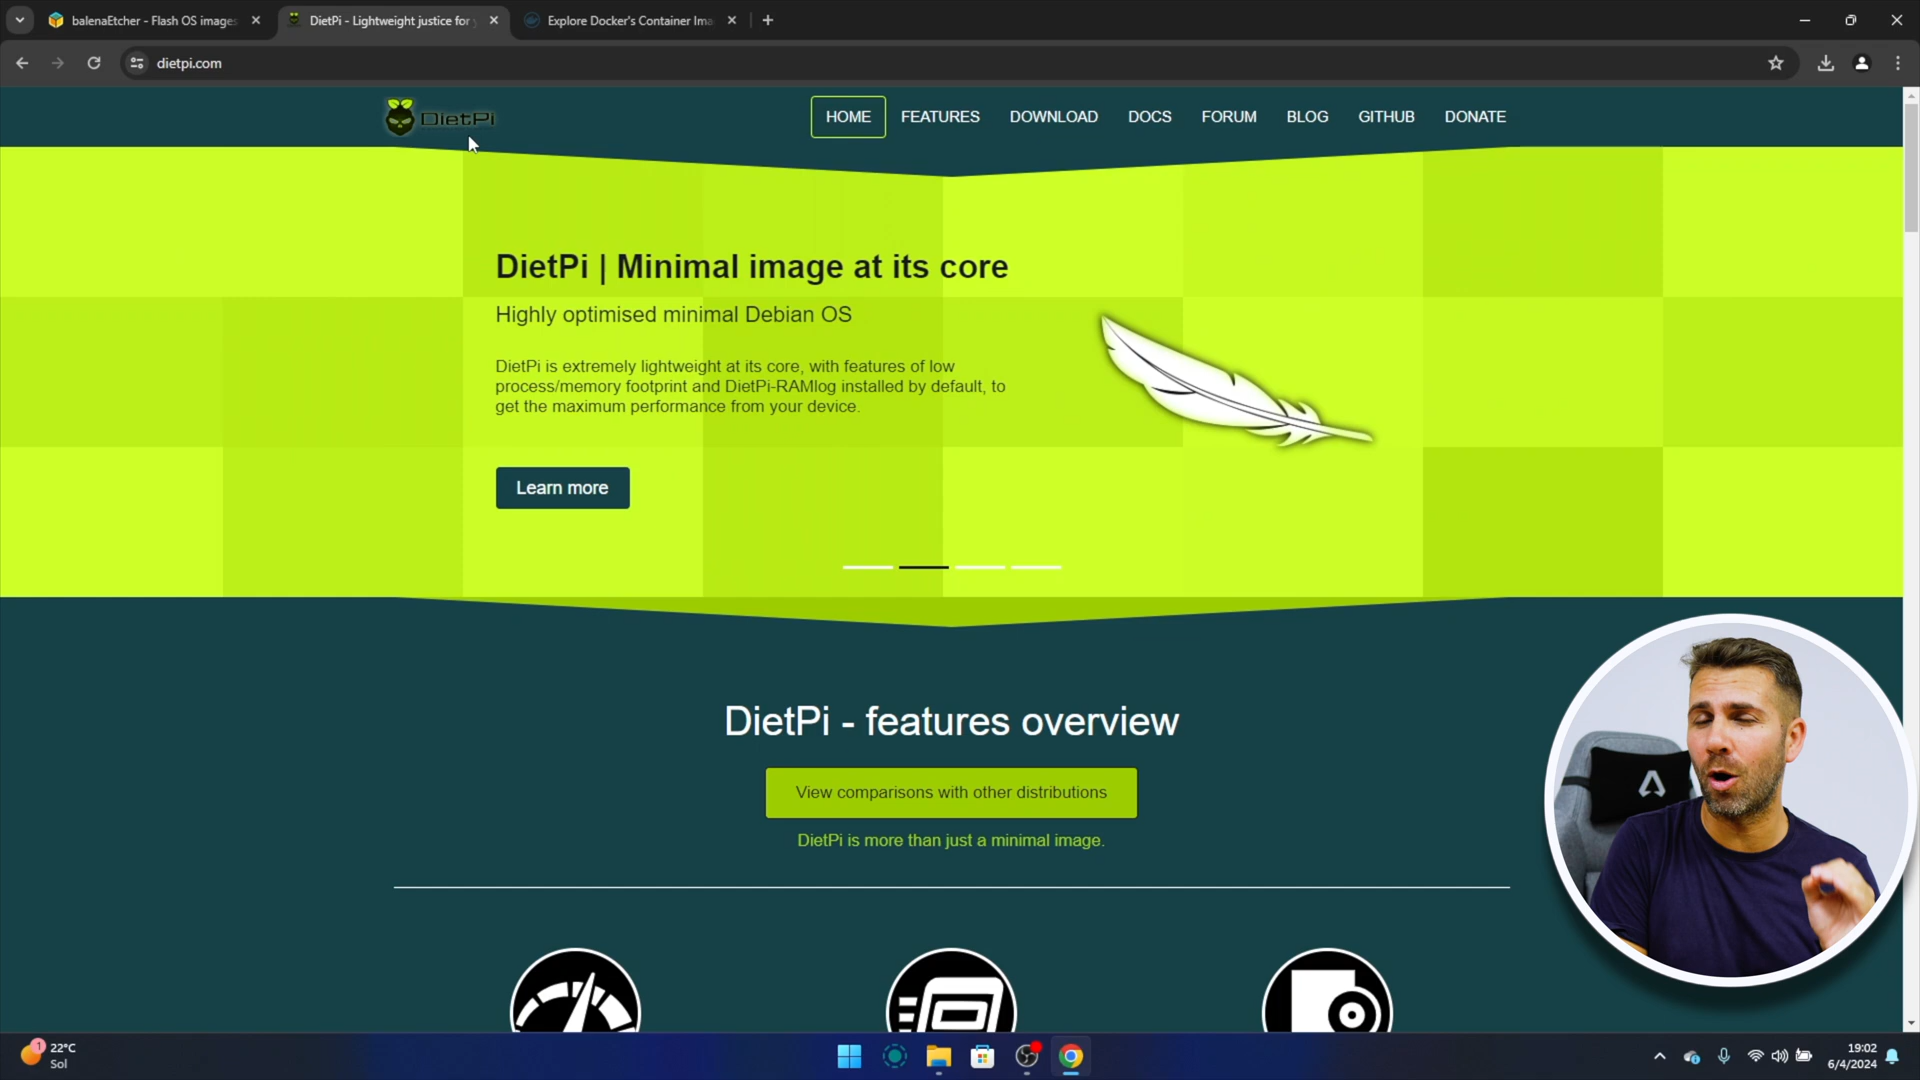 balenaEtcher - Flash OS images
DietPi - Lightweight justice for y
Explore Docker's Container Ima
dietpi.com
DietPi
HOME
FEATURES
DOWNLOAD
DOCS
FORUM
BLOG
GITHUB
DONATE
DietPi | Minimal image at its core
Highly optimised minimal Debian OS
DietPi is extremely lightweight at its core, with features of low
process/memory footprint and DietPi-RAMlog installed by default, to
get the maximum performance from your device.
Learn more
DietPi - features overview
View comparisons with other distributions
DietPi is more than just a minimal image.
1
22°C
Sol
19:02
6/4/2024